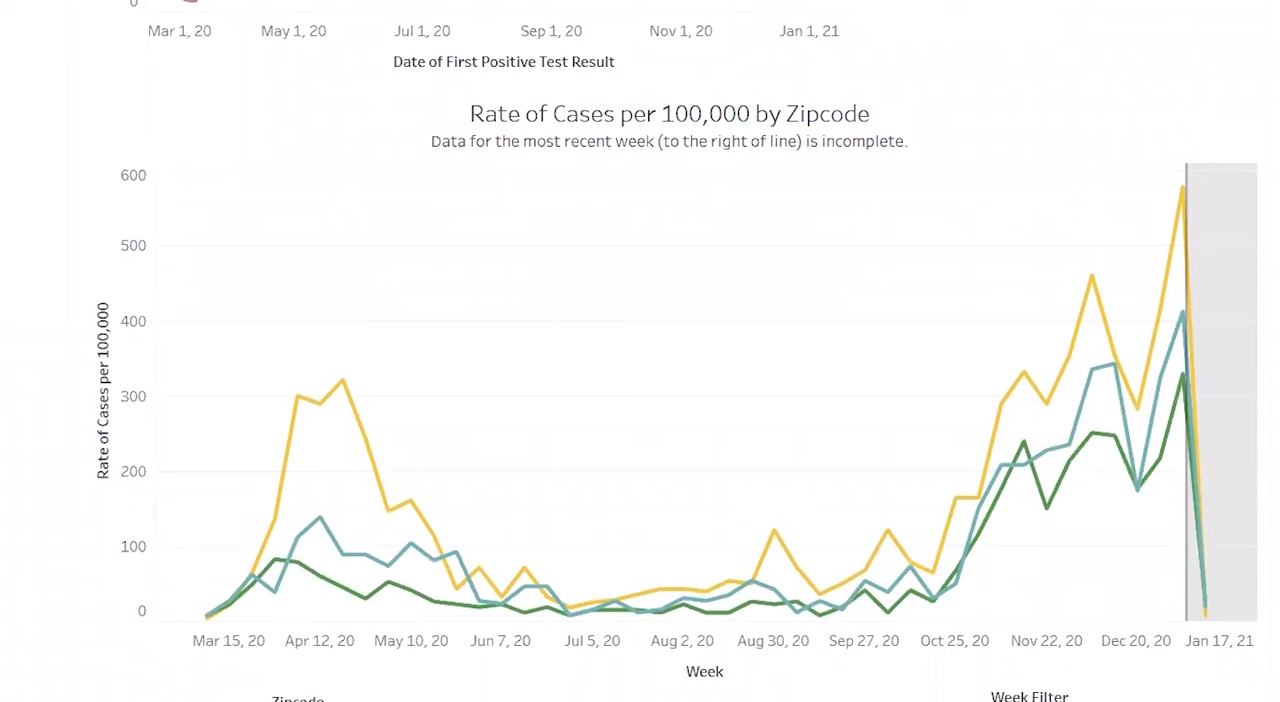 0
Mar 1, 20 May 1, 20 Jul 1, 20 Sep 1, 20 Nov 1, 20 Jan 1, 21
Date of First Positive Test Result
Rate of Cases per 100,000 by Zipcode
Data for the most recent week (to the right of line) is incomplete.
600
500
400
300
200
100
0
Rate of Cases per 100,000
Mar 15, 20 Apr 12, 20 May 10, 20 Jun 7, 20 Jul 5, 20 Aug 2, 20 Aug 30, 20 Sep 27, 20 Oct 25, 20 Nov 22, 20 Dec 20, 20 Jan 17, 21
Week
Zipcode Week Filter